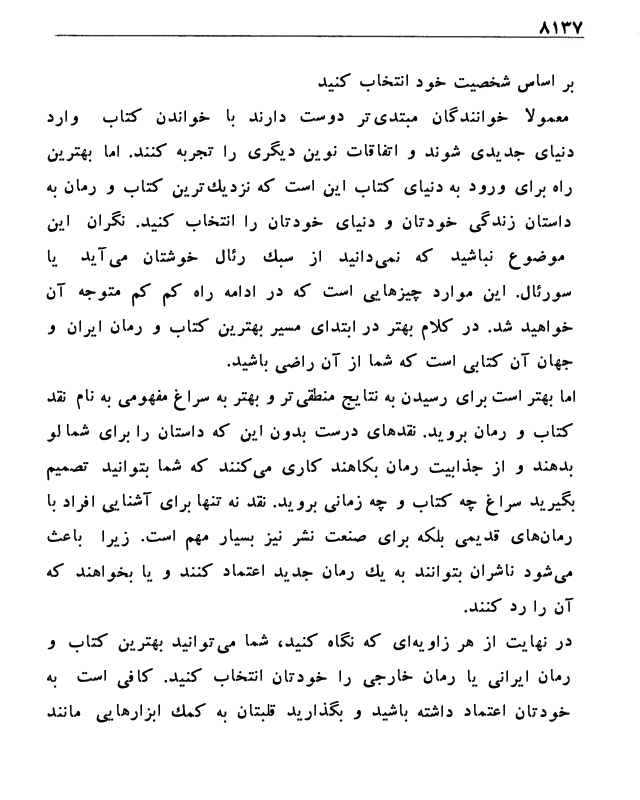 ۸۱۳۷
بر اساس شخصیت خود انتخاب کنید
معمولا خوانندگان مبتدی‌تر دوست دارند با خواندن کتاب وارد
دنیای جدیدی شوند و اتفاقات نوین دیگری را تجربه کنند. اما بهترین
راه برای ورود به دنیای کتاب این است که نزدیك‌ترین کتاب و رمان به
داستان زندگی خودتان و دنیای خودتان را انتخاب کنید. نگران این
موضوع نباشید که نمی‌دانید از سبك رئال خوشتان می‌آید یا
سورئال. این موارد چیزهایی است که در ادامه راه کم کم متوجه آن
خواهید شد. در کلام بهتر در ابتدای مسیر بهترین کتاب و رمان ایران و
جهان آن کتابی است که شما از آن راضی باشید.
اما بهتر است برای رسیدن به نتایج منطقی‌تر و بهتر به سراغ مفهومی به نام نقد
کتاب و رمان بروید. نقدهای درست بدون این که داستان را برای شما لو
بدهند و از جذابیت رمان بکاهند کاری می‌کنند که شما بتوانید تصمیم
بگیرید سراغ چه کتاب و چه زمانی بروید. نقد نه تنها برای آشنایی افراد با
رمان‌های قدیمی بلکه برای صنعت نشر نیز بسیار مهم است. زیرا باعث
می‌شود ناشران بتوانند به یك رمان جدید اعتماد کنند و یا بخواهند که
آن را رد کنند.
در نهایت از هر زاویه‌ای که نگاه کنید، شما می‌توانید بهترین کتاب و
رمان ایرانی یا رمان خارجی را خودتان انتخاب کنید. کافی است به
خودتان اعتماد داشته باشید و بگذارید قلبتان به کمك ابزارهایی مانند